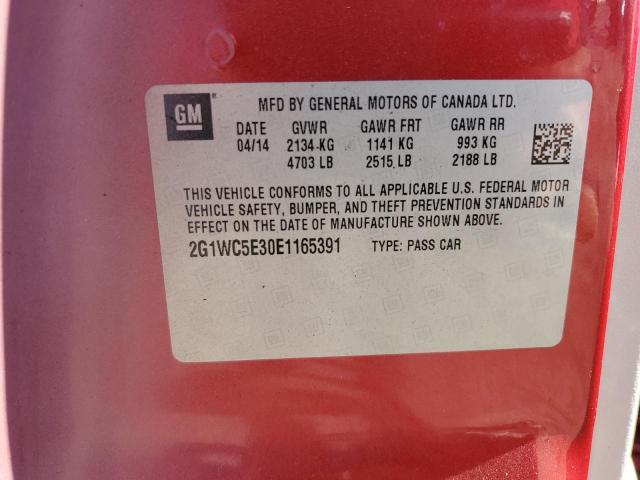 GM
MFD BY GENERAL MOTORS OF CANADA LTD.
DATE GVWR GAWR FRT GAWR RR
04/14 2134 KG 1141 KG 993 KG
4703 LB 2515 LB 2188 LB
THIS VEHICLE CONFORMS TO ALL APPLICABLE U.S. FEDERAL MOTOR
VEHICLE SAFETY, BUMPER, AND THEFT PREVENTION STANDARDS IN
EFFECT ON THE DATE OF MANUFACTURE SHOWN ABOVE.
2G1WC5E30E1165391 TYPE: PASS CAR